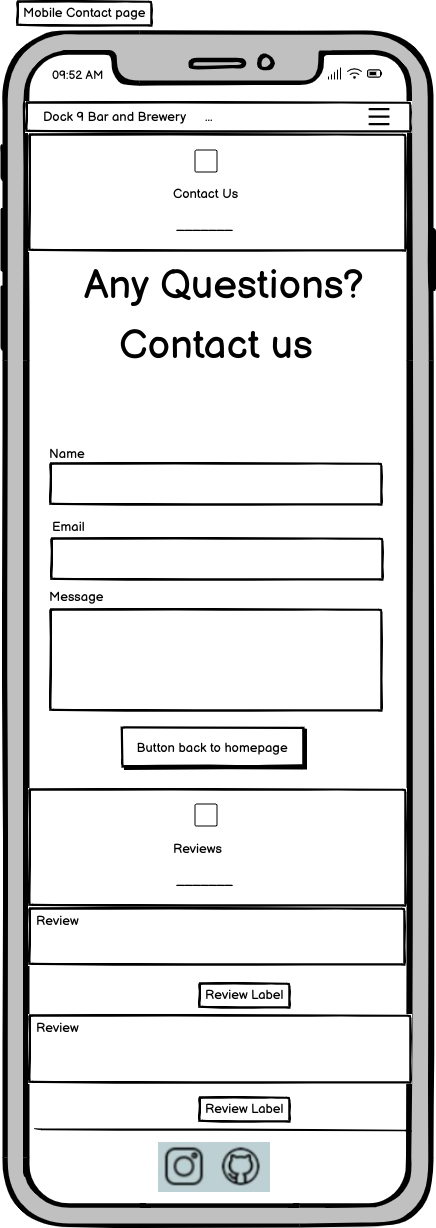 Mobile Contact page
09:52 AM
Dock 9 Bar and Brewery ...
Contact Us
Any Questions?
Contact us
Name
Email
Message
Button back to homepage
Reviews
Review
Review Label
Review
Review Label